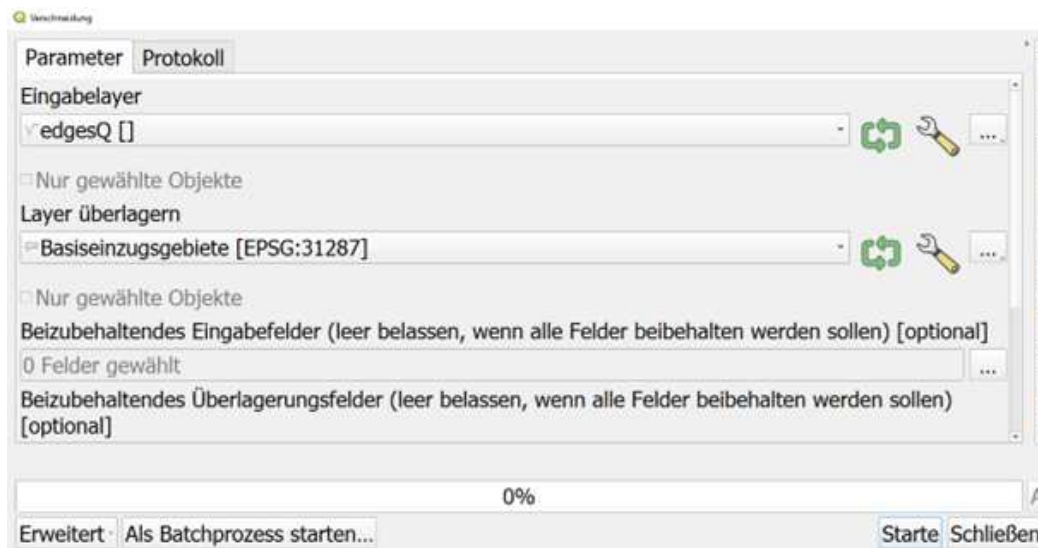 Verschneidung
Parameter Protokoll
Eingabelayer
edgesQ []
...
Nur gewählte Objekte
Layer überlagern
Basiseinzugsgebiete [EPSG:31287]
...
Nur gewählte Objekte
Beizubehaltendes Eingabefelder (leer belassen, wenn alle Felder beibehalten werden sollen) [optional]
0 Felder gewählt
...
Beizubehaltendes Überlagerungsfelder (leer belassen, wenn alle Felder beibehalten werden sollen)
[optional]
0%
Erweitert Als Batchprozess starten... Starte Schließen